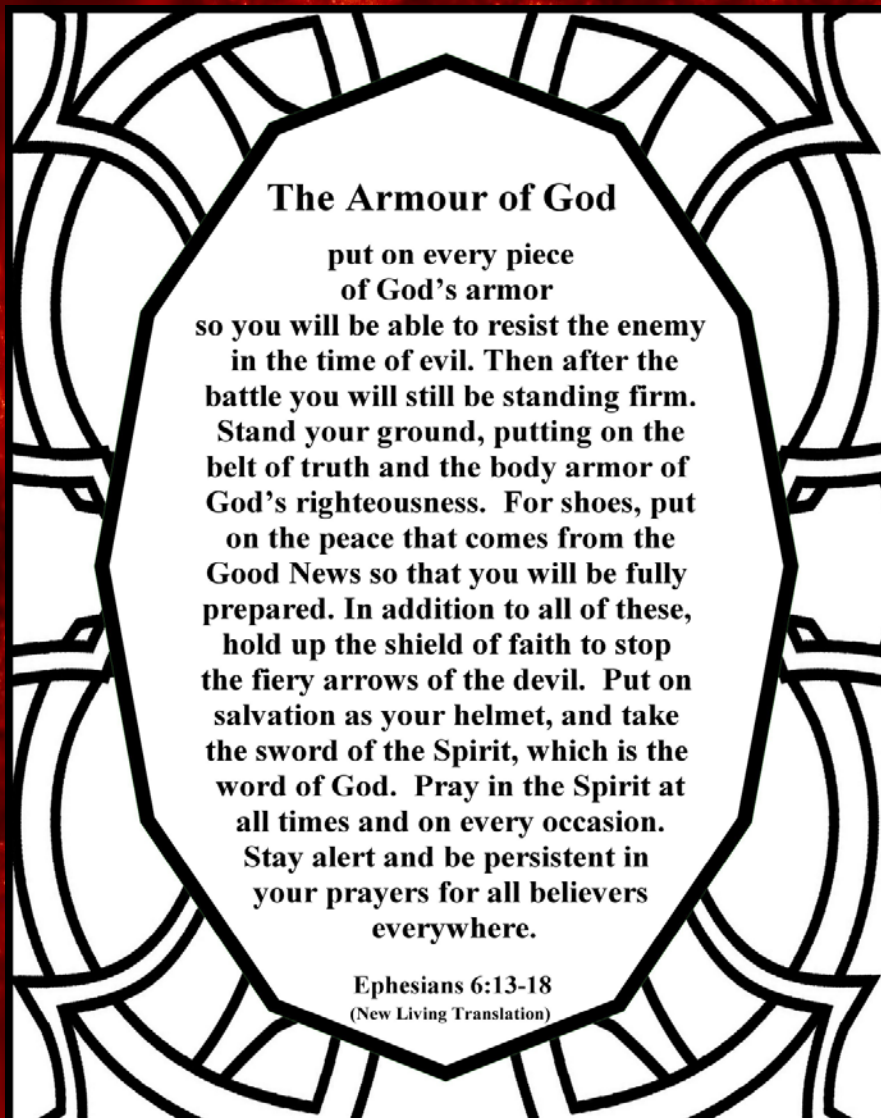 The Armour of God
put on every piece
of God’s armor
so you will be able to resist the enemy
in the time of evil. Then after the
battle you will still be standing firm.
Stand your ground, putting on the
belt of truth and the body armor of
God’s righteousness.  For shoes, put
on the peace that comes from the
Good News so that you will be fully
prepared. In addition to all of these,
hold up the shield of faith to stop
the fiery arrows of the devil.  Put on
salvation as your helmet, and take
the sword of the Spirit, which is the
word of God.  Pray in the Spirit at
all times and on every occasion.
Stay alert and be persistent in
your prayers for all believers
everywhere.
Ephesians 6:13-18
(New Living Translation)